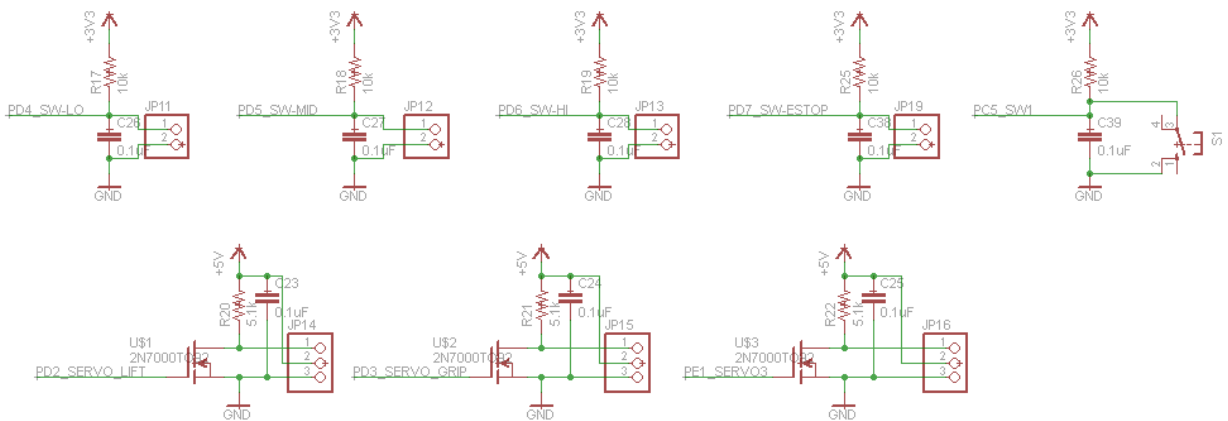 +3V3
+3V3
+3V3
+3V3
+3V3
R17
10k
R18
10k
R19
10k
R25
10k
R26
10k
PD4_SW-LO
JP11
PD5_SW-MID
JP12
PD6_SW-HI
JP13
PD7_SW-ESTOP
JP19
PC5_SW1
C26
1
2
0.1uF
C27
1
2
0.1uF
C28
1
2
0.1uF
C38
1
2
0.1uF
C39
0.1uF
4
3
2
1
S1
GND
GND
GND
GND
GND
+5V
+5V
+5V
C23
0.1uF
R20
5.1k
JP14
C24
0.1uF
R21
5.1k
JP15
C25
0.1uF
R22
5.1k
JP16
U$1
2N7000TO92
1
2
3
U$2
2N7000TO92
1
2
3
U$3
2N7000TO92
1
2
3
PD2_SERVO_LIFT
PD3_SERVO_GRIP
PE1_SERVO3
GND
GND
GND